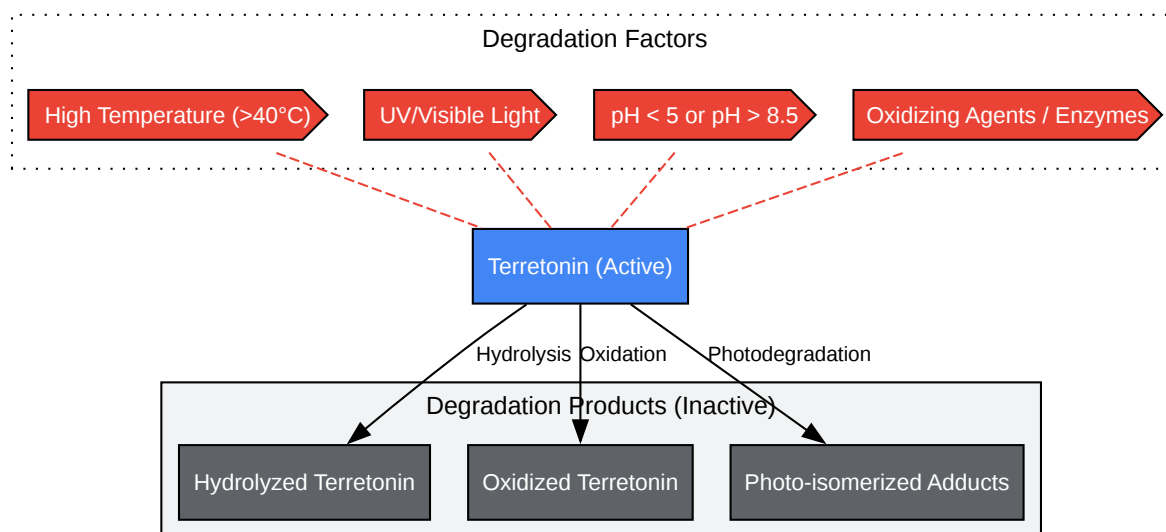 Degradation Factors
High Temperature (>40°C)
UV/Visible Light
pH < 5 or pH > 8.5
Oxidizing Agents / Enzymes
Terretonin (Active)
Hydrolysis
Oxidation
Photodegradation
Degradation Products (Inactive)
Hydrolyzed Terretonin
Oxidized Terretonin
Photo-isomerized Adducts